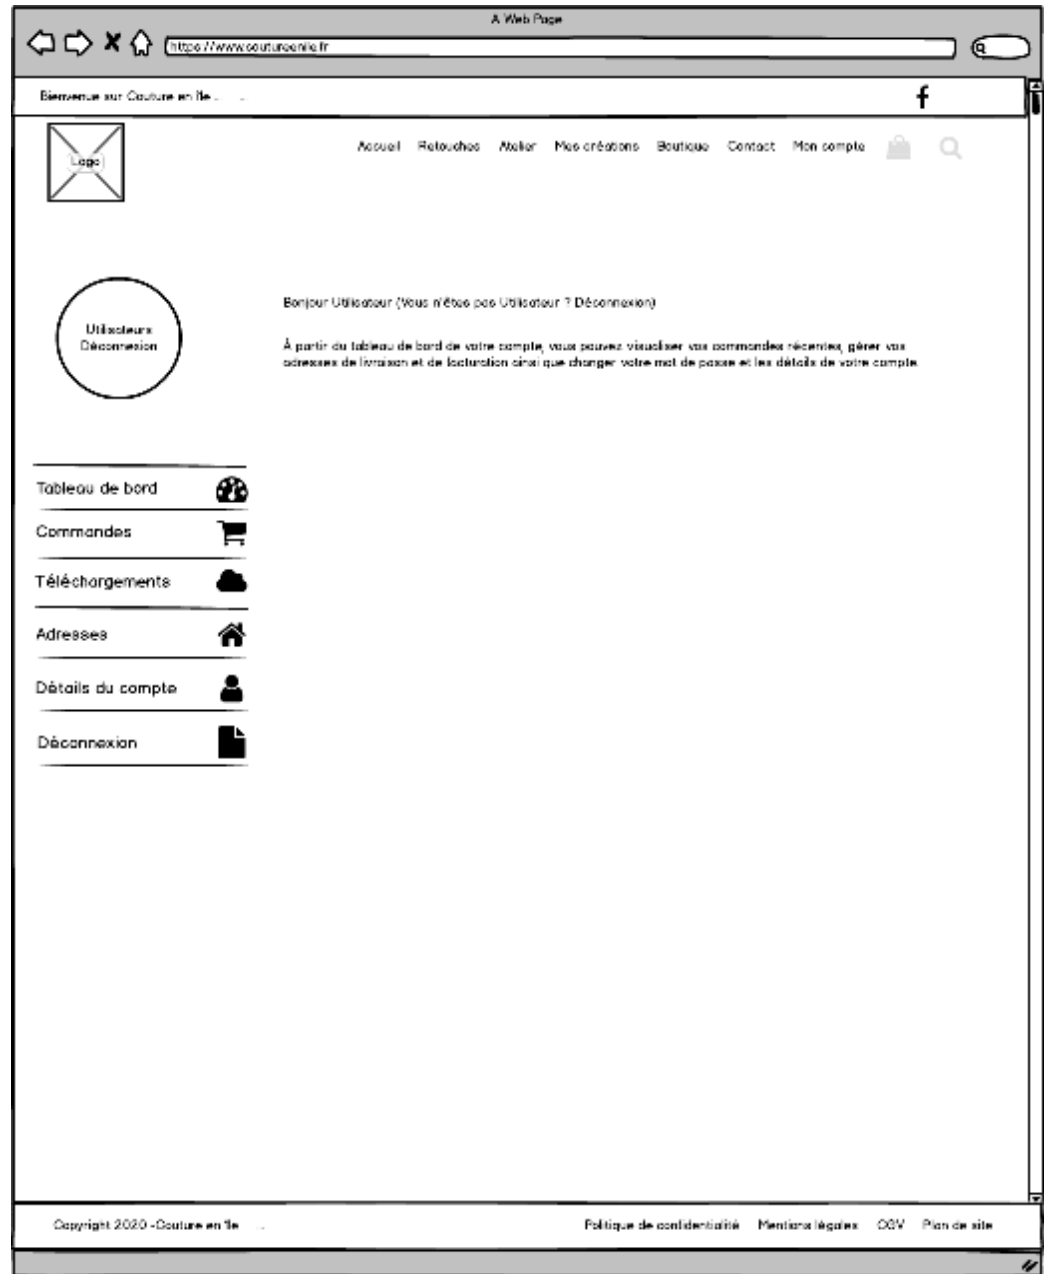 A Web Page
https://www.coutureenile.fr
Bienvenue sur Couture en île ..
Logo
Accueil Retouches Atelier Mes créations Boutique Contact Mon compte
Utilisateurs
Déconnexion
Bonjour Utilisateur (Vous n'êtes pas Utilisateur ? Déconnexion)
À partir du tableau de bord de votre compte, vous pouvez visualiser vos commandes récentes, gérer vos
adresses de livraison et de facturation ainsi que changer votre mot de passe et les détails de votre compte.
Tableau de bord
Commandes
Téléchargements
Adresses
Détails du compte
Déconnexion
Copyright 2020 -Couture en île ..
Politique de confidentialité Mentions légales CGV Plan de site